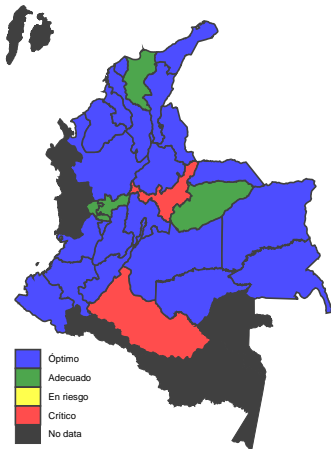 Óptimo
Adecuado
En riesgo
Crítico
No data